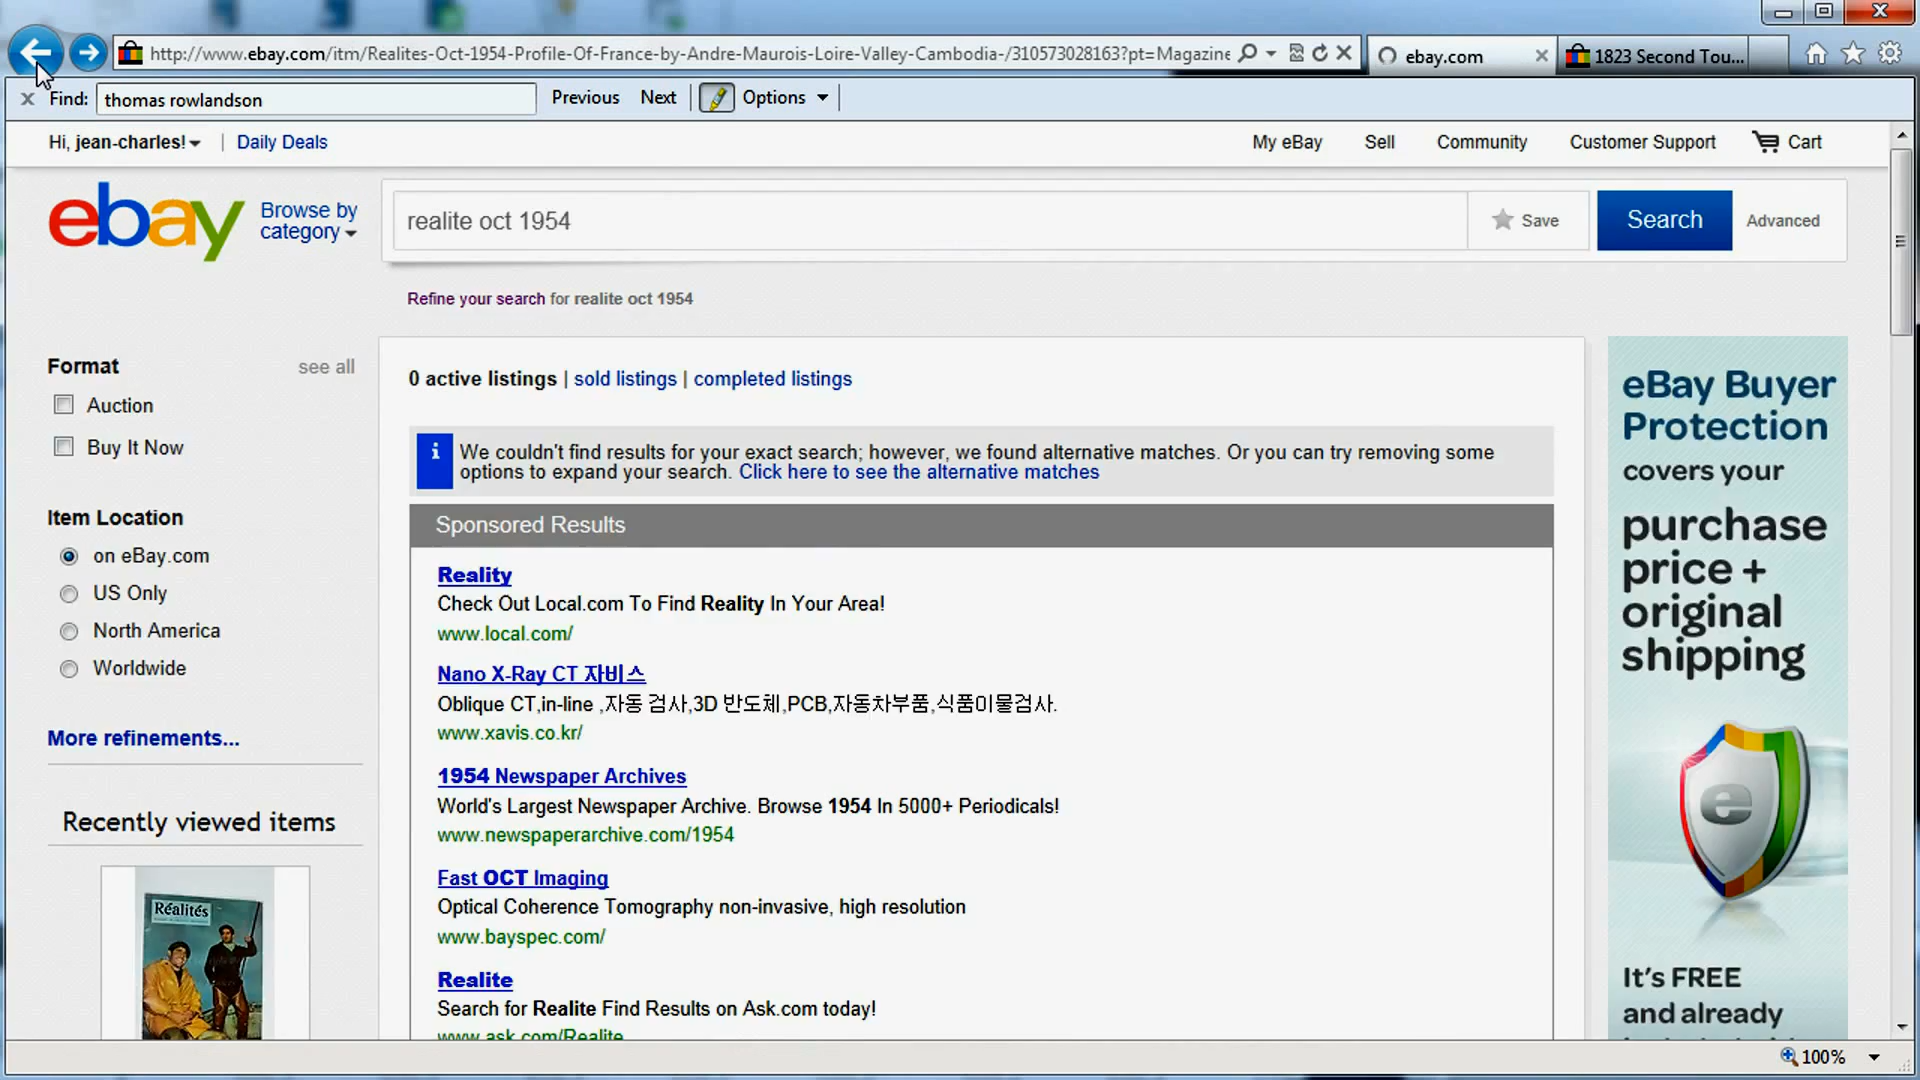 http://www.ebay.com/itm/Realites-Oct-1954-Profile-Of-France-by-Andre-Maurois-Loire-Valley-Cambodia-/310573028163?pt=Magazine
ebay.com
1823 Second Tou...
Find: thomas rowlandson
Previous Next Options
Hi, jean-charles! | Daily Deals
My eBay Sell Community Customer Support Cart
ebay
Browse by
category
realite oct 1954
Save
Search
Advanced
Refine your search for realite oct 1954
Format see all
Auction
Buy It Now
Item Location
on eBay.com
US Only
North America
Worldwide
More refinements...
Recently viewed items
Réalités
0 active listings | sold listings | completed listings
i
We couldn't find results for your exact search; however, we found alternative matches. Or you can try removing some
options to expand your search. Click here to see the alternative matches
Sponsored Results
Reality
Check Out Local.com To Find Reality In Your Area!
www.local.com/
Nano X-Ray CT 자비스
Oblique CT,in-line ,자동 검사,3D 반도체,PCB,자동차부품,식품이물검사.
www.xavis.co.kr/
1954 Newspaper Archives
World's Largest Newspaper Archive. Browse 1954 In 5000+ Periodicals!
www.newspaperarchive.com/1954
Fast OCT Imaging
Optical Coherence Tomography non-invasive, high resolution
www.bayspec.com/
Realite
Search for Realite Find Results on Ask.com today!
www.ask.com/Realite
eBay Buyer
Protection
covers your
purchase
price +
original
shipping
e
It's FREE
and already
100%